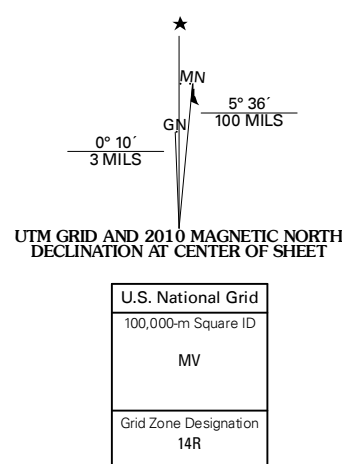 MN
5° 36´
100 MILS
GN
0° 10´
3 MILS
UTM GRID AND 2010 MAGNETIC NORTH
DECLINATION AT CENTER OF SHEET
U.S. National Grid
100,000-m Square ID
MV
Grid Zone Designation
14R